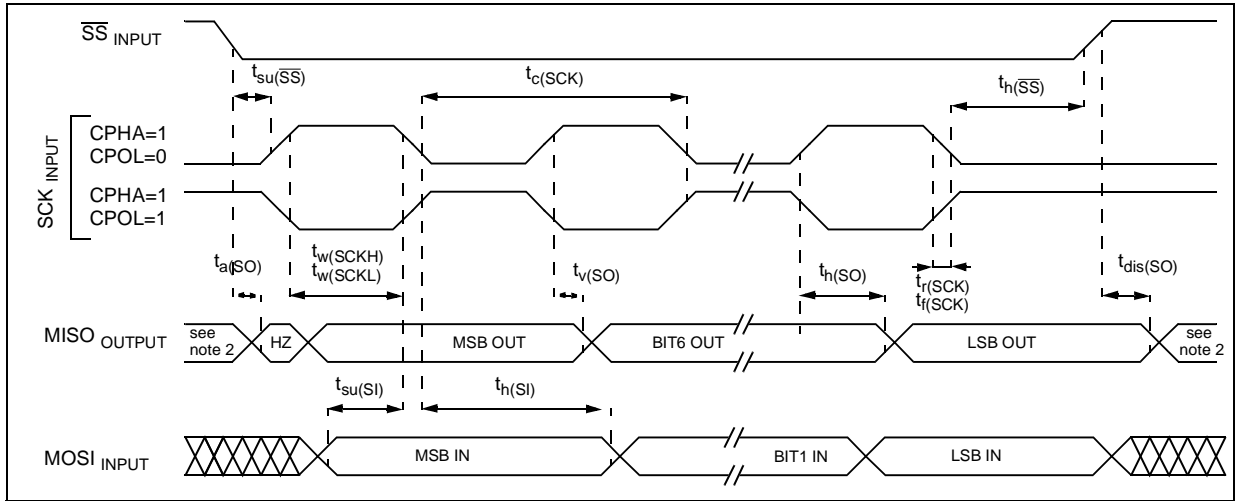 SS INPUT
tsu(SS)
tc(SCK)
th(SS)
SCK INPUT
CPHA=1
CPOL=0
CPHA=1
CPOL=1
ta(SO)
tw(SCKH)
tw(SCKL)
tv(SO)
th(SO)
tr(SCK)
tf(SCK)
tdis(SO)
MISO OUTPUT
see
note 2
HZ
MSB OUT
BIT6 OUT
LSB OUT
see
note 2
tsu(SI)
th(SI)
MOSI INPUT
MSB IN
BIT1 IN
LSB IN